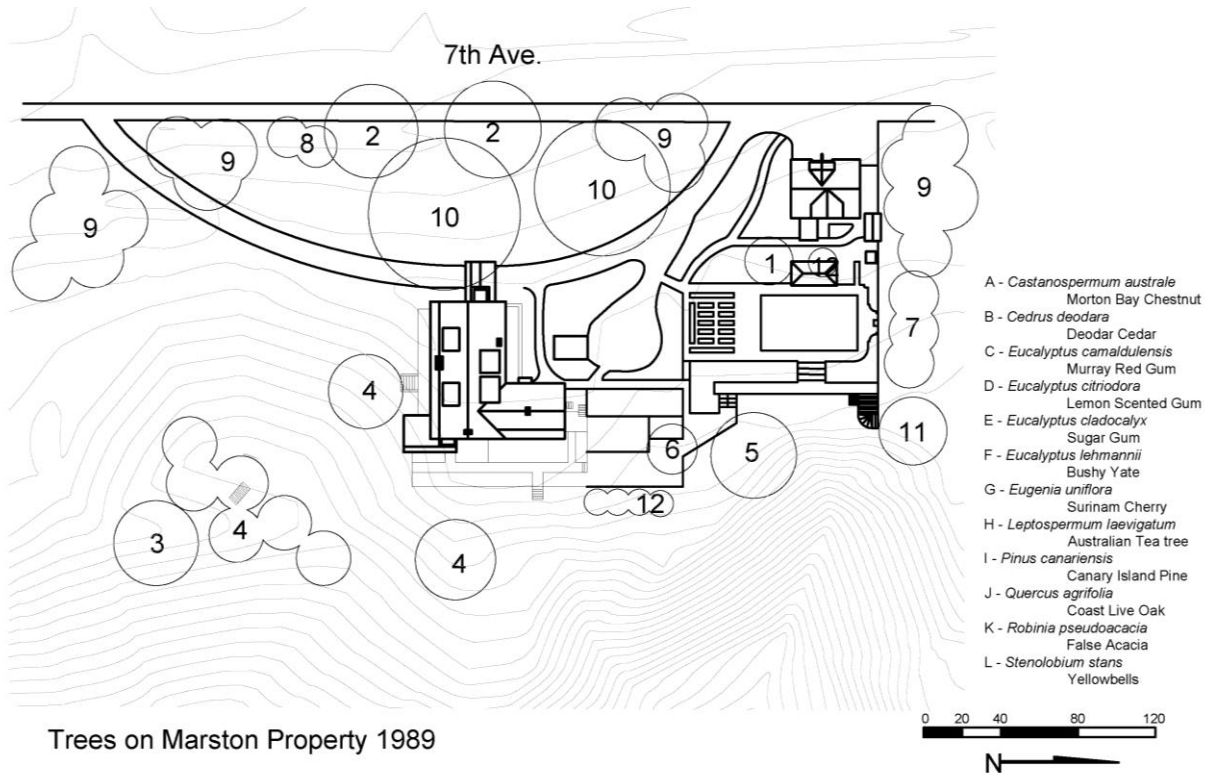 7th Ave.
2
2
9
8
9
9
10
10
9
9
1
7
4
11
6
5
12
3
4
4
A - Castanospermum australe
Morton Bay Chestnut
B - Cedrus deodara
Deodar Cedar
C - Eucalyptus camaldulensis
Murray Red Gum
D - Eucalyptus citriodora
Lemon Scented Gum
E - Eucalyptus cladocalyx
Sugar Gum
F - Eucalyptus lehmannii
Bushy Yate
G - Eugenia uniflora
Surinam Cherry
H - Leptospermum laevigatum
Australian Tea tree
I - Pinus canariensis
Canary Island Pine
J - Quercus agrifolia
Coast Live Oak
K - Robinia pseudoacacia
False Acacia
L - Stenolobium stans
Yellowbells
Trees on Marston Property 1989
0 20 40 80 120
N